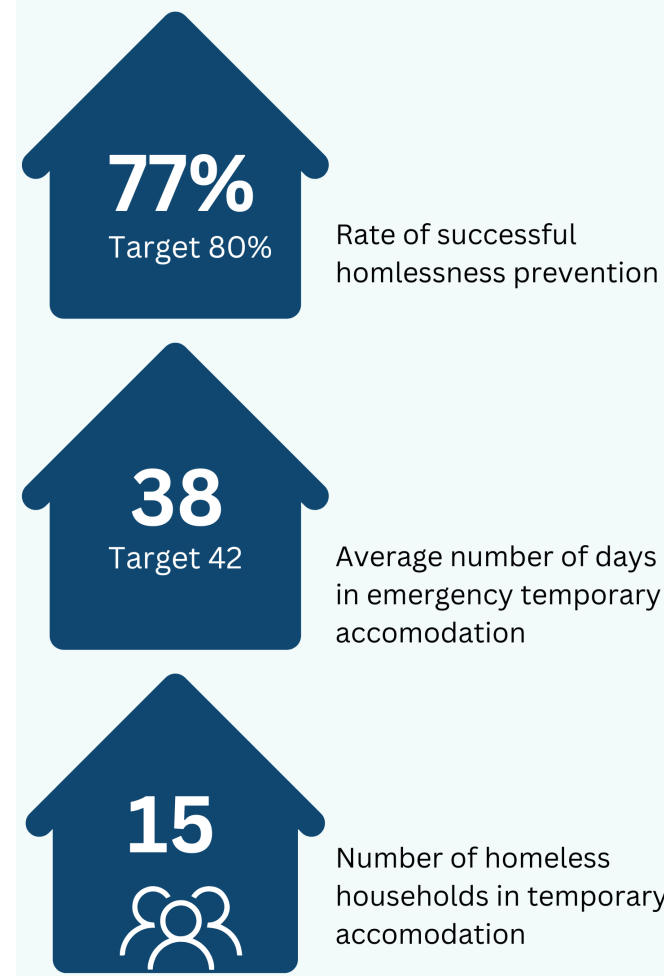 77%
Target 80%
Rate of successful
homlessness prevention
38
Target 42
Average number of days
in emergency temporary
accomodation
15
Number of homeless
households in temporary
accomodation